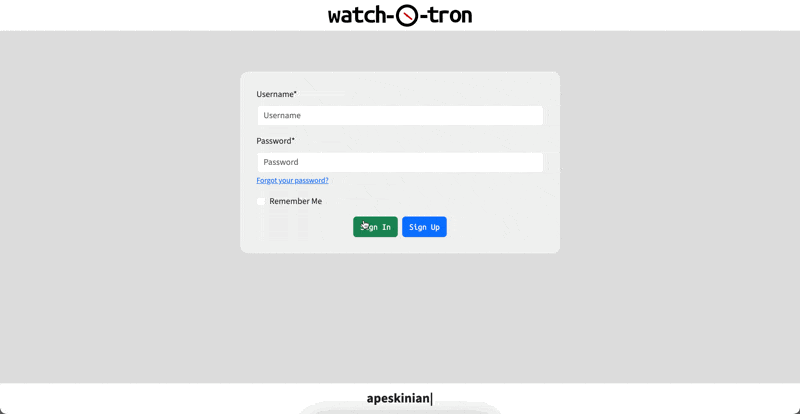 watch-O-tron
Username*
Username
Password*
Password
Forgot your password?
Remember Me
Sign In Sign Up
apeskinian|